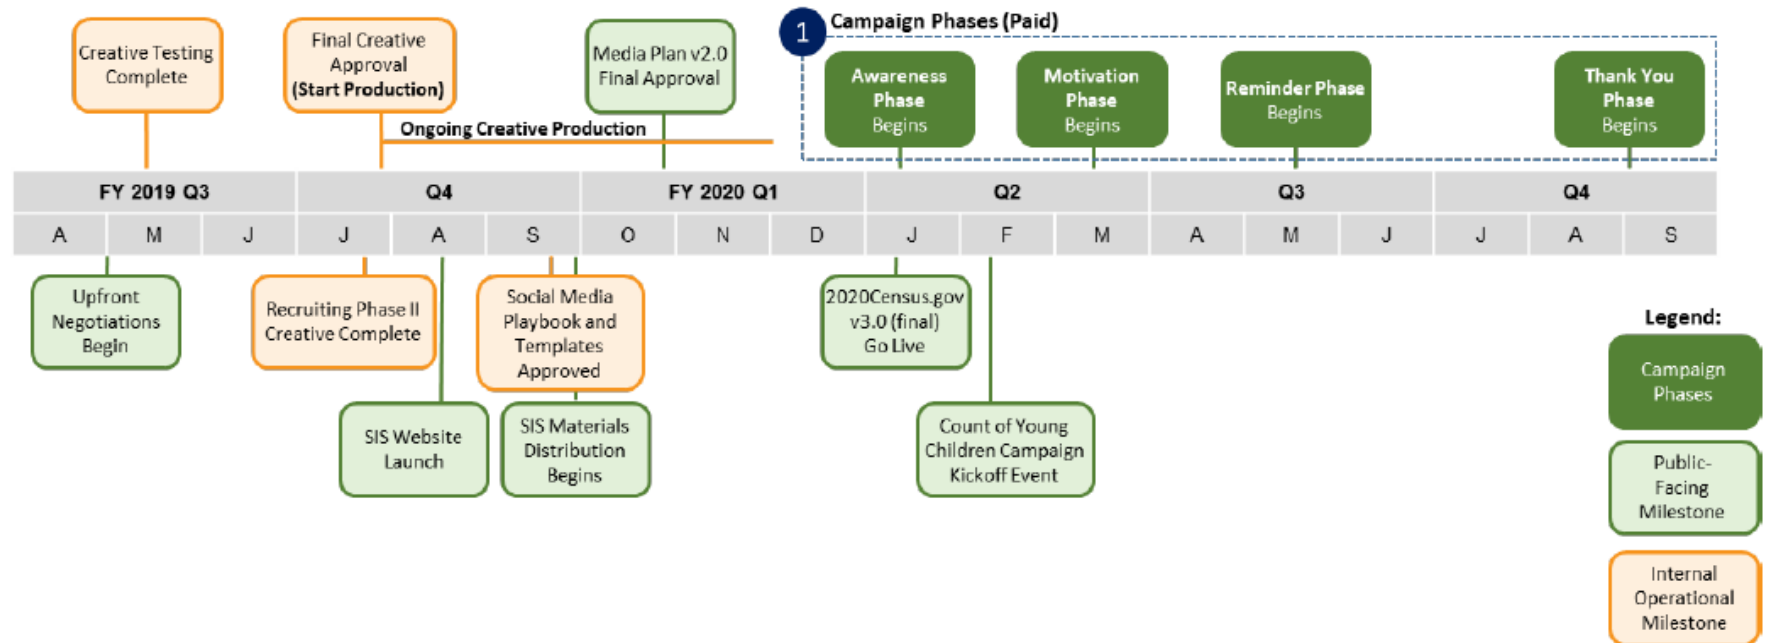 1
Campaign Phases (Paid)
Creative Testing
Complete
Final Creative
Approval
(Start Production)
Media Plan v2.0
Final Approval
Awareness
Phase
Begins
Motivation
Phase
Begins
Reminder Phase
Begins
Thank You
Phase
Begins
Ongoing Creative Production
FY 2019 Q3
Q4
FY 2020 Q1
Q2
Q3
Q4
A M J J A S O N D J F M A M J J A S
Upfront
Negotiations
Begin
Recruiting Phase II
Creative Complete
Social Media
Playbook and
Templates
Approved
2020Census.gov
v3.0 (final)
Go Live
SIS Website
Launch
SIS Materials
Distribution
Begins
Count of Young
Children Campaign
Kickoff Event
Legend:
Campaign
Phases
Public-
Facing
Milestone
Internal
Operational
Milestone